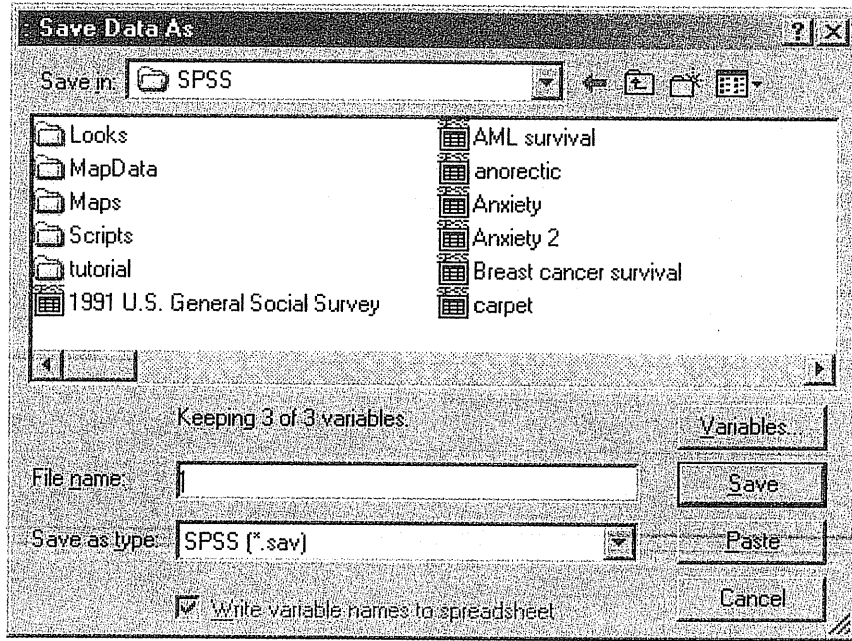 Save Data As
Save in: SPSS
Looks
MapData
Maps
Scripts
tutorial
1991 U.S. General Social Survey
AML survival
anorectic
Anxiety
Anxiety 2
Breast cancer survival
carpet
Keeping 3 of 3 variables.
Variables...
File name:
Save
Save as type: SPSS (*.sav)
Paste
Write variable names to spreadsheet
Cancel